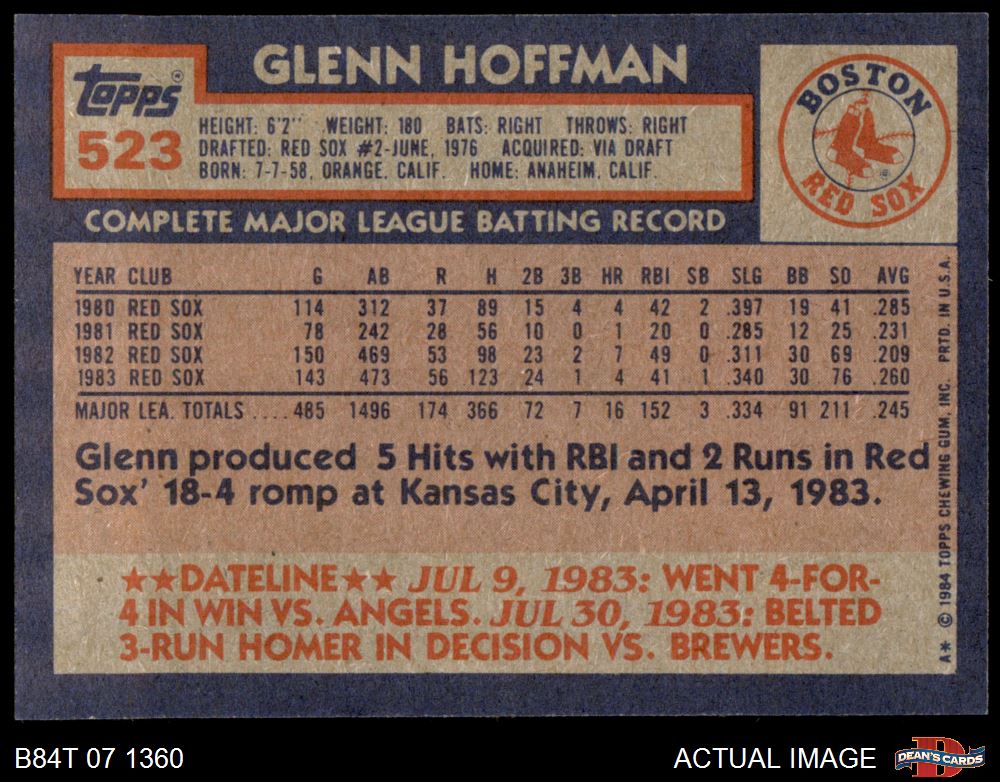 GLENN HOFFMAN
topps®
523
HEIGHT: 6'2'' WEIGHT: 180 BATS: RIGHT THROWS: RIGHT
DRAFTED: RED SOX #2-JUNE, 1976 ACQUIRED: VIA DRAFT
BORN: 7-7-58, ORANGE, CALIF. HOME: ANAHEIM, CALIF.
BOSTON
RED SOX
COMPLETE MAJOR LEAGUE BATTING RECORD
YEAR CLUB G AB R H 2B 3B HR RBI SB SLG BB SO AVG
1980 RED SOX 114 312 37 89 15 4 4 42 2 .397 19 41 .285
1981 RED SOX 78 242 28 56 10 0 1 20 0 .285 12 25 .231
1982 RED SOX 150 469 53 98 23 2 7 49 0 .311 30 69 .209
1983 RED SOX 143 473 56 123 24 1 4 41 1 .340 30 76 .260
MAJOR LEA. TOTALS ....485 1496 174 366 72 7 16 152 3 .334 91 211 .245
Glenn produced 5 Hits with RBI and 2 Runs in Red
Sox' 18-4 romp at Kansas City, April 13, 1983.
★★DATELINE★★ JUL 9, 1983: WENT 4-FOR-
4 IN WIN VS. ANGELS. JUL 30, 1983: BELTED
3-RUN HOMER IN DECISION VS. BREWERS.
A* © 1984 TOPPS CHEWING GUM, INC. PRTD. IN U.S.A.
B84T 07 1360
ACTUAL IMAGE
D
DEAN'S CARDS